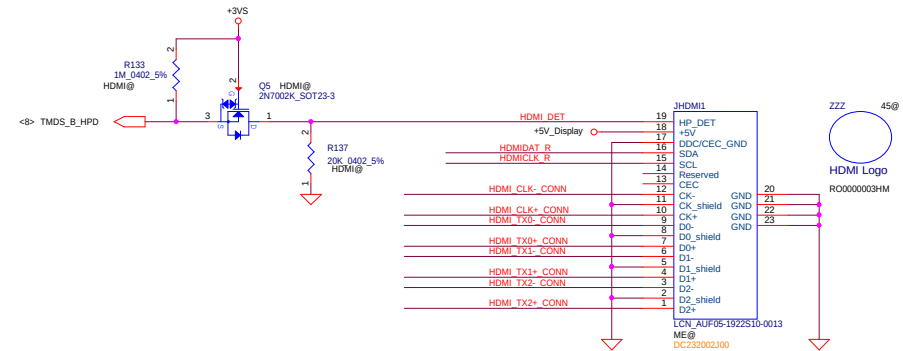 +3VS
2
R133
1M_0402_5%
HDMI@
1
2
G
Q5 HDMI@
2N7002K_SOT23-3
<8> TMDS_B_HPD
3
S
D
1
HDMI_DET
2
R137
20K_0402_5%
HDMI@
1
+5V_Display
HDMIDAT_R
HDMICLK_R
HDMI_CLK-_CONN
HDMI_CLK+_CONN
HDMI_TX0-_CONN
HDMI_TX0+_CONN
HDMI_TX1-_CONN
HDMI_TX1+_CONN
HDMI_TX2-_CONN
HDMI_TX2+_CONN
JHDMI1
19 HP_DET
18 +5V
17 DDC/CEC_GND
16 SDA
15 SCL
14 Reserved
13 CEC
12 CK- GND 20
11 CK_shield GND 21
10 CK+ GND 22
9 D0- GND 23
8 D0_shield
7 D0+
6 D1-
5 D1_shield
4 D1+
3 D2-
2 D2_shield
1 D2+
LCN_AUF05-1922S10-0013
ME@
DC232002J00
ZZZ 45@
HDMI Logo
RO0000003HM